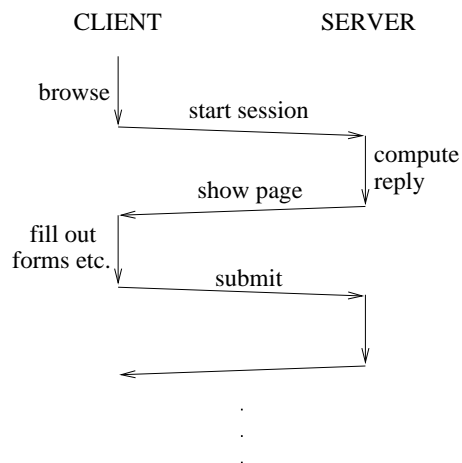 CLIENT
SERVER
browse
start session
compute
reply
show page
fill out
forms etc.
submit
.
.
.